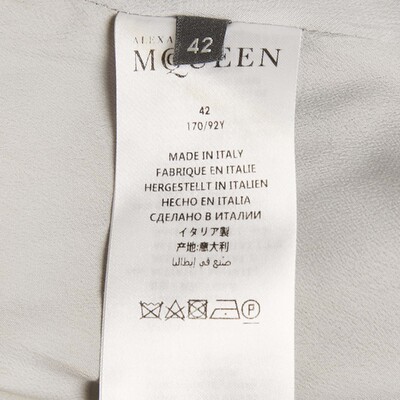 42
ALEXA
MCQUEEN
42
170/92Y
MADE IN ITALY
FABRIQUE EN ITALIE
HERGESTELLT IN ITALIEN
HECHO EN ITALIA
СДЕЛАНО В ИТАЛИИ
イタリア製
产地:意大利
صنع في إيطاليا
P